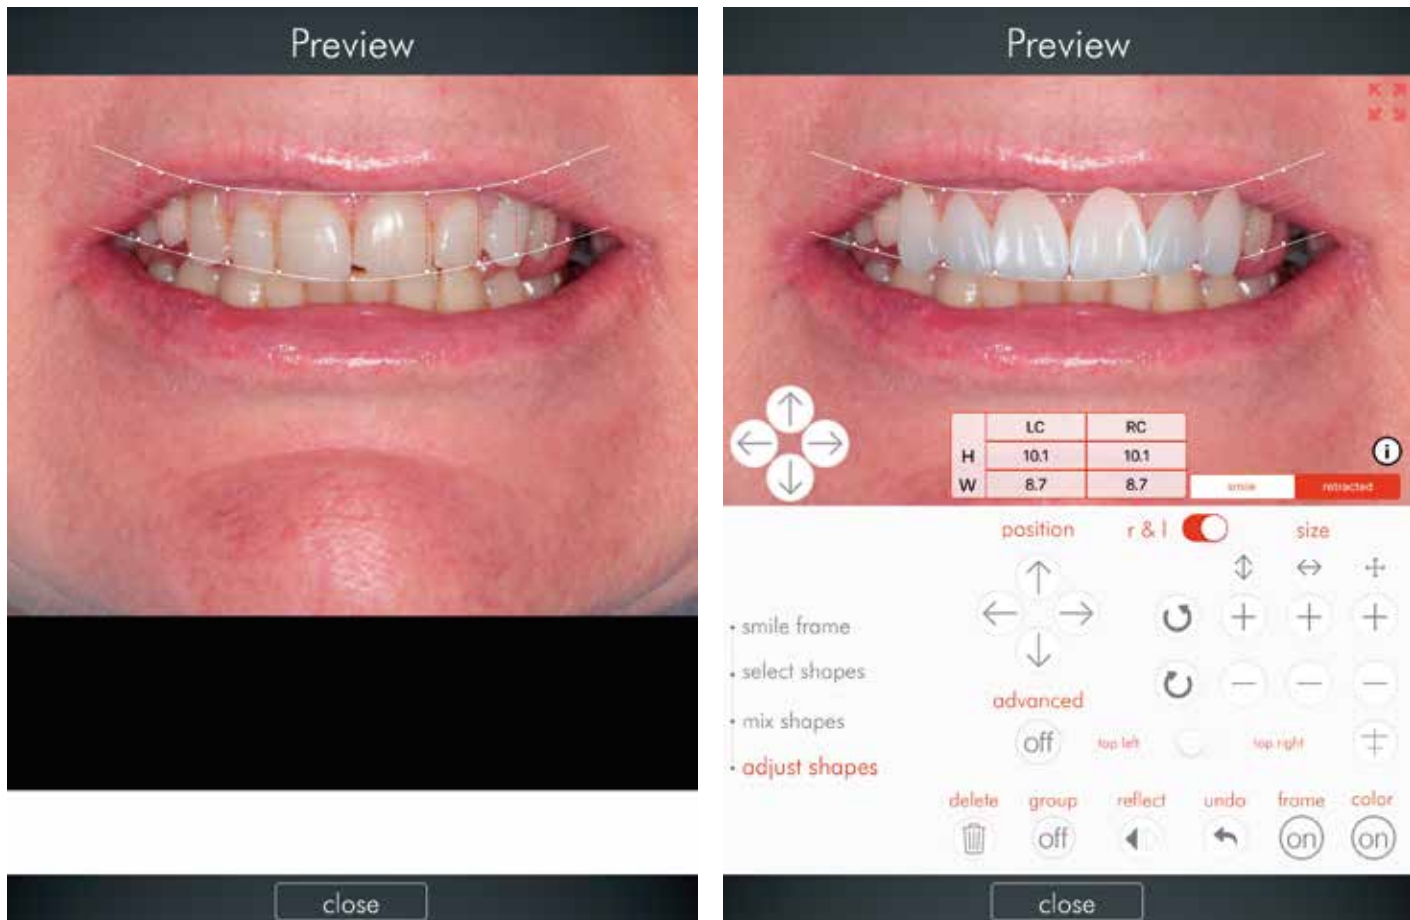 Preview
close
Preview
LC RC
H 10.1 10.1
W 8.7 8.7
i
smile retracted
position r & l size
• smile frame
• select shapes
• mix shapes
• adjust shapes
advanced
off top left top right
delete group reflect undo frame color
off on on
close